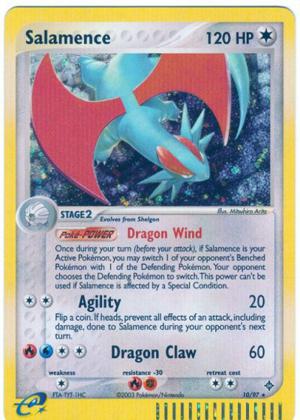 Salamence 120 HP
Illus. Mitsuhiro Arita
STAGE2 Evolves from Shelgon
Poké-POWER Dragon Wind
Once during your turn (before your attack), if Salamence is your
Active Pokémon, you may switch 1 of your opponent's Benched
Pokémon with 1 of the Defending Pokémon. Your opponent
chooses the Defending Pokémon to switch. This power can't be
used if Salamence is affected by a Special Condition.
Agility 20
Flip a coin. If heads, prevent all effects of an attack, including
damage, done to Salamence during your opponent's next turn.
Dragon Claw 60
weakness resistance -30 retreat cost
e
©2003 Pokémon/Nintendo
10/97 ★